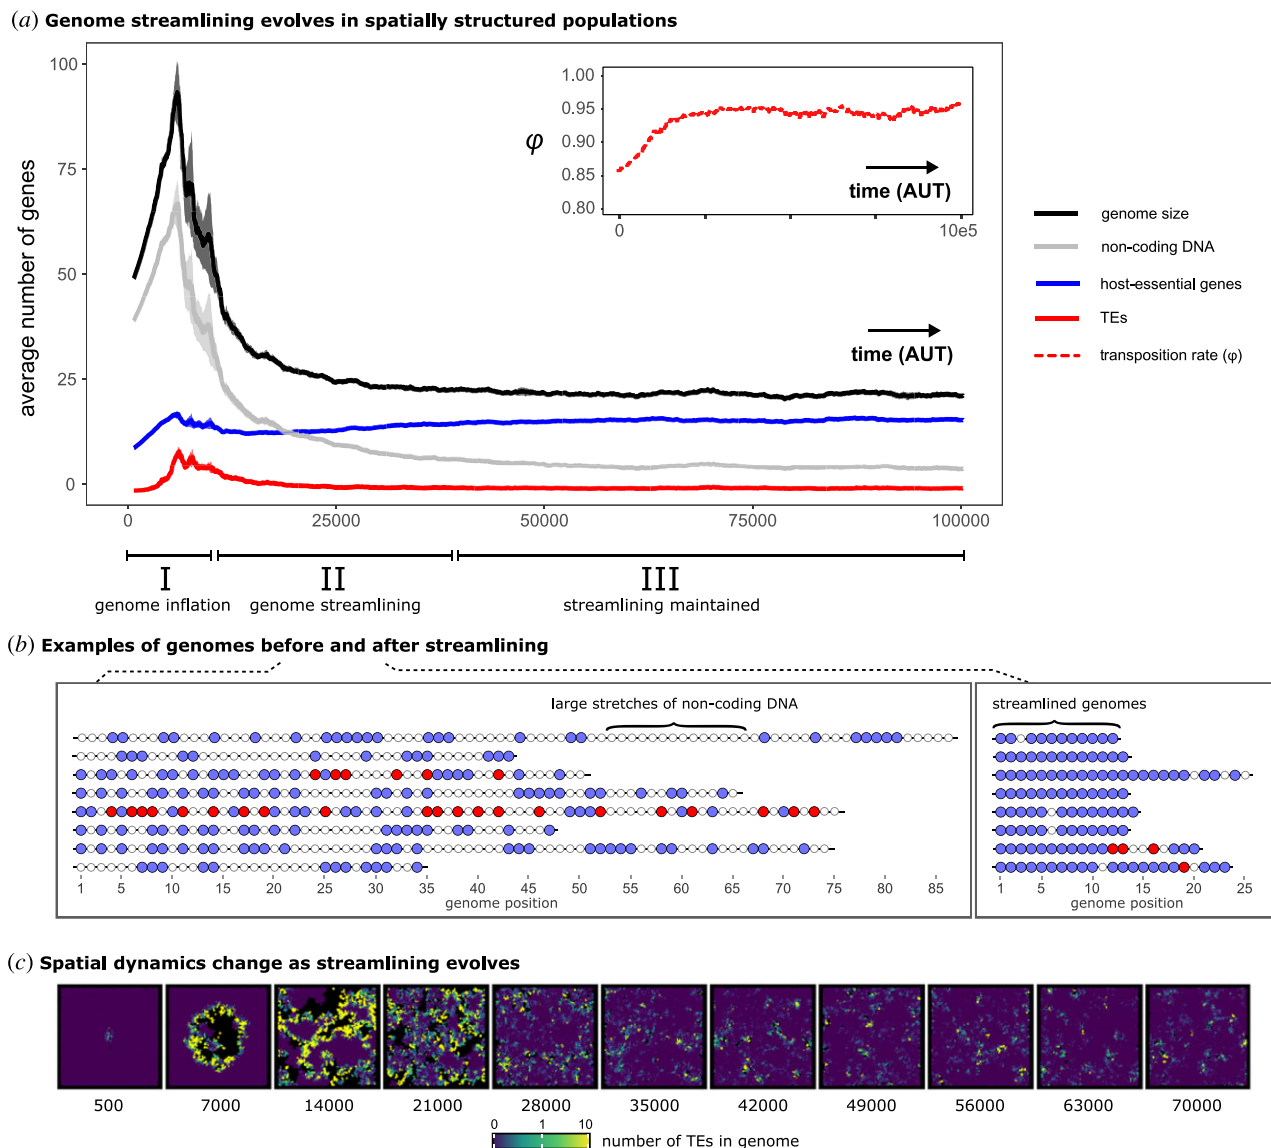 (a) Genome streamlining evolves in spatially structured populations
average number of genes
100
75
50
25
0
0
25000
50000
75000
100000
time (AUT)
φ
1.00
0.95
0.90
0.85
0.80
0
10e5
time (AUT)
genome size
non-coding DNA
host-essential genes
TEs
transposition rate (φ)
I
II
III
genome inflation
genome streamlining
streamlining maintained
(b) Examples of genomes before and after streamlining
large stretches of non-coding DNA
1 5 10 15 20 25 30 35 40 45 50 55 60 65 70 75 80 85
genome position
streamlined genomes
1 5 10 15 20 25
genome position
(c) Spatial dynamics change as streamlining evolves
500 7000 14000 21000 28000 35000 42000 49000 56000 63000 70000
0 1 10
number of TEs in genome